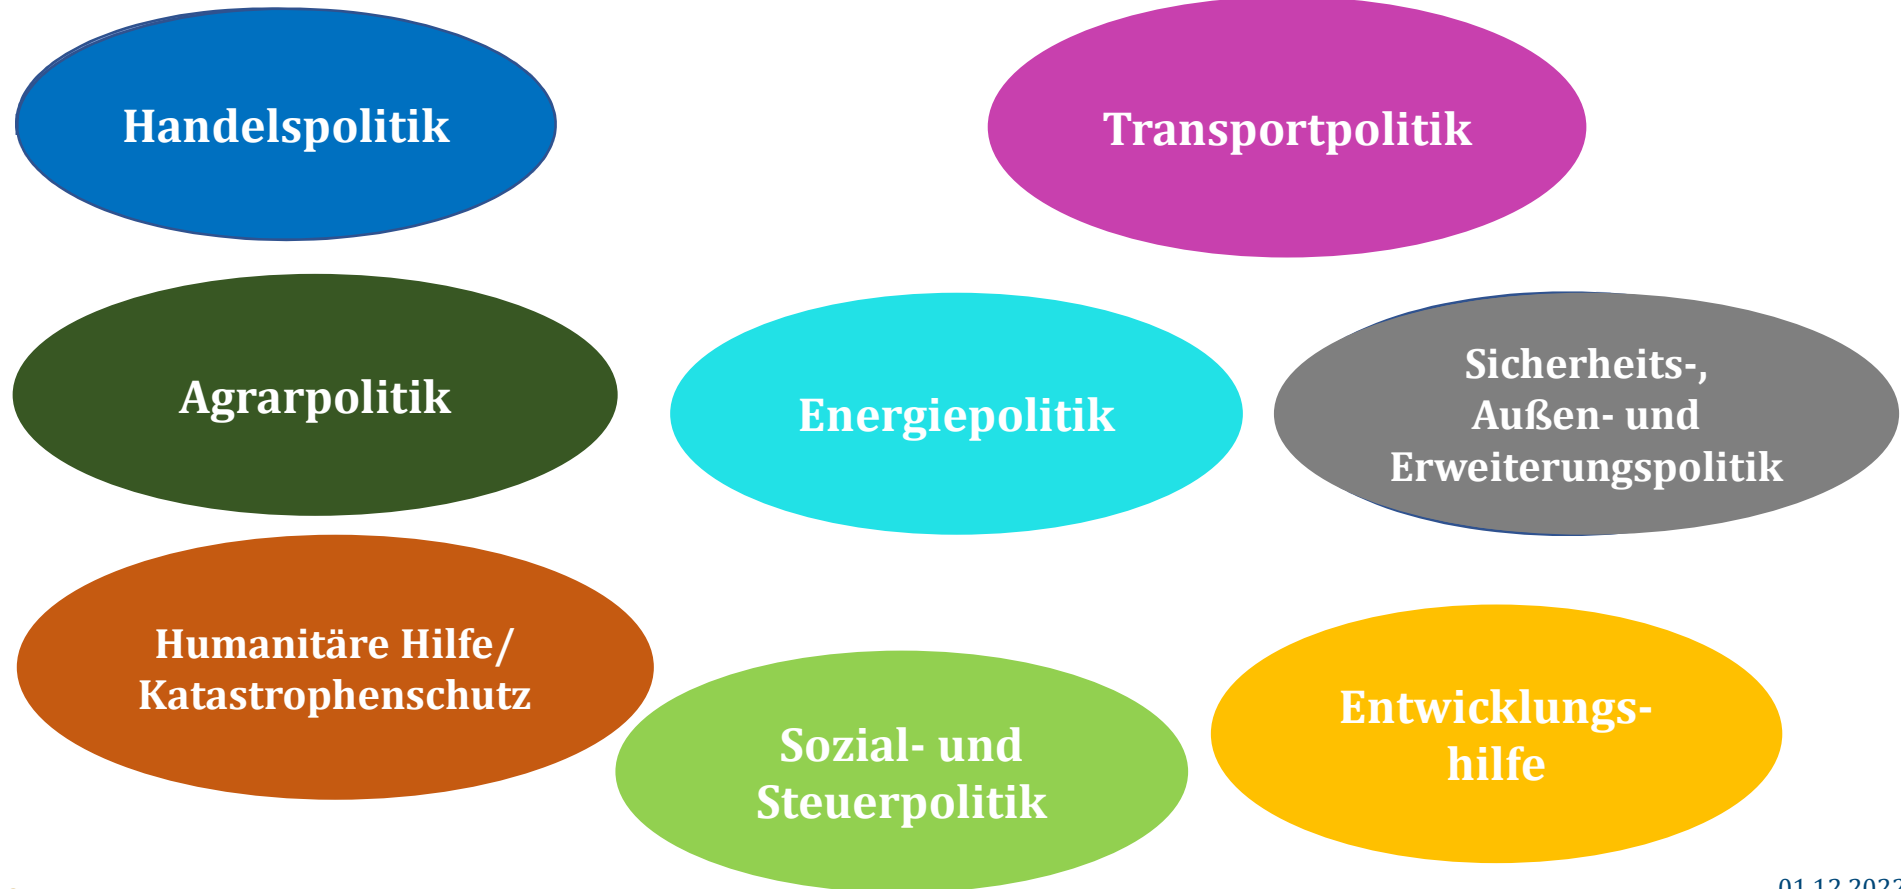 Handelspolitik
Transportpolitik
Agrarpolitik
Energiepolitik
Sicherheits-,
Außen- und
Erweiterungspolitik
Humanitäre Hilfe/
Katastrophenschutz
Sozial- und
Steuerpolitik
Entwicklungs-
hilfe